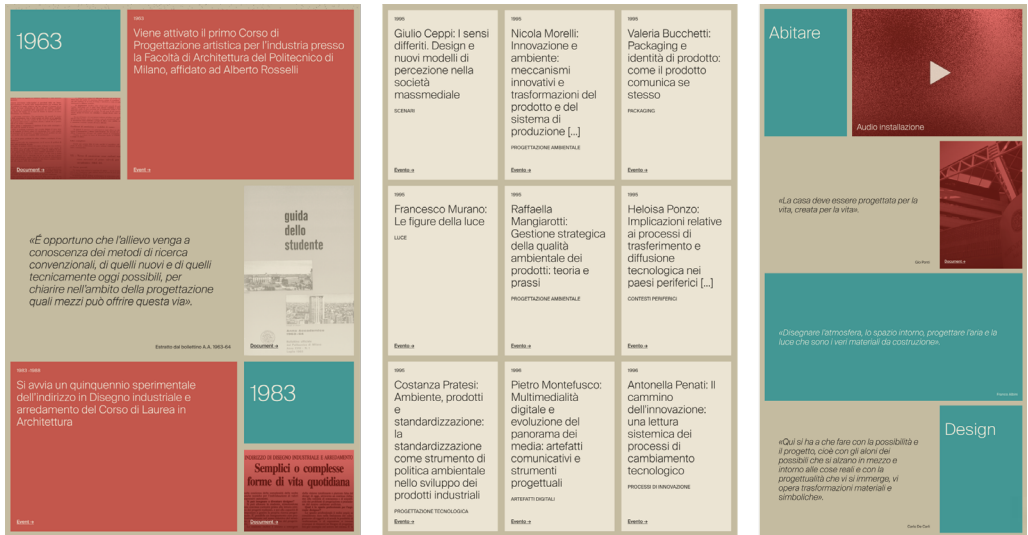 1963
1963
Viene attivato il primo Corso di
Progettazione artistica per l'industria presso
la Facoltà di Architettura del Politecnico di
Milano, affidato ad Alberto Rosselli
Document →
Event →
«É opportuno che l'allievo venga a
conoscenza dei metodi di ricerca
convenzionali, di quelli nuovi e di quelli
tecnicamente oggi possibili, per
chiarire nell'ambito della progettazione
quali mezzi può offrire questa via».
Estratto dal bollettino A.A. 1963-64
guida
dello
studente
Document →
1983 - 1989
Si avvia un quinquennio sperimentale
dell'indirizzo in Disegno industriale e
arredamento del Corso di Laurea in
Architettura
Event →
1983
INDIRIZZO DI DISEGNO INDUSTRIALE E ARREDAMENTO
Semplici o complesse
forme di vita quotidiana
Document →
1995
Giulio Ceppi: I sensi
differiti. Design e
nuovi modelli di
percezione nella
società
massmediale
SCENARI
Evento →
1995
Nicola Morelli:
Innovazione e
ambiente:
meccanismi
innovativi e
trasformazioni del
prodotto e del
sistema di
produzione [...]
PROGETTAZIONE AMBIENTALE
Evento →
1995
Valeria Bucchetti:
Packaging e
identità di prodotto:
come il prodotto
comunica se
stesso
PACKAGING
Evento →
1995
Francesco Murano:
Le figure della luce
LUCE
Evento →
1995
Raffaella
Mangiarotti:
Gestione strategica
della qualità
ambientale dei
prodotti: teoria e
prassi
PROGETTAZIONE AMBIENTALE
Evento →
1995
Heloisa Ponzo:
Implicazioni relative
ai processi di
trasferimento e
diffusione
tecnologica nei
paesi periferici [...]
CONTESTI PERIFERICI
Evento →
1995
Costanza Pratesi:
Ambiente, prodotti
e
standardizzazione:
la
standardizzazione
come strumento di
politica ambientale
nello sviluppo dei
prodotti industriali
PROGETTAZIONE TECNOLOGICA
Evento →
1996
Pietro Montefusco:
Multimedialità
digitale e
evoluzione del
panorama dei
media: artefatti
comunicativi e
strumenti
progettuali
ARTEFATTI DIGITALI
Evento →
1996
Antonella Penati: Il
cammino
dell'innovazione:
una lettura
sistemica dei
processi di
cambiamento
tecnologico
PROCESSI DI INNOVAZIONE
Evento →
Abitare
Audio installazione
«La casa deve essere progettata per la
vita, creata per la vita».
Gio Ponti
Document →
«Disegnare l'atmosfera, lo spazio intorno, progettare l'aria e la
luce che sono i veri materiali da costruzione».
«Qui si ha a che fare con la possibilità e
il progetto, cioè con gli aloni dei
possibili che si alzano in mezzo e
intorno alle cose reali e con la
progettualità che vi si immerge, vi
opera trasformazioni materiali e
simboliche».
Carlo De Carli
Design